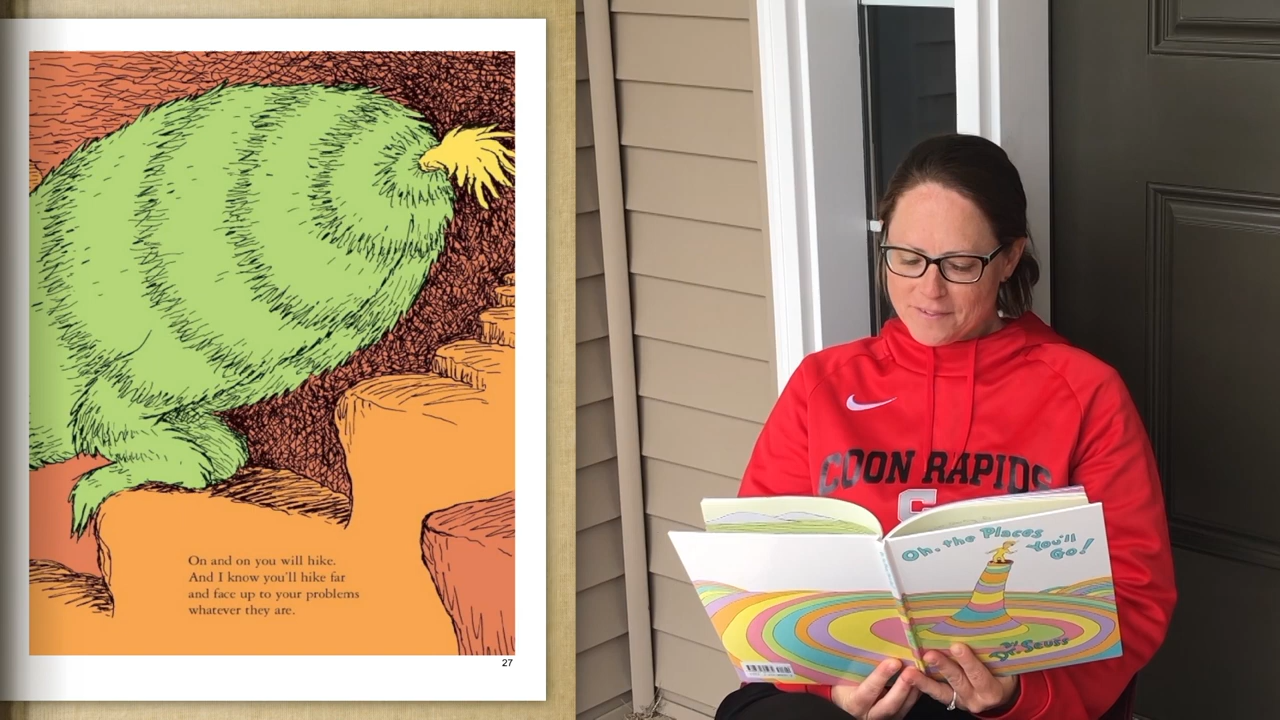 On and on you will hike.
And I know you'll hike far
and face up to your problems
whatever they are.
27
COON RAPIDS
C
Oh, the Places
You'll
Go!
By
Dr. Seuss